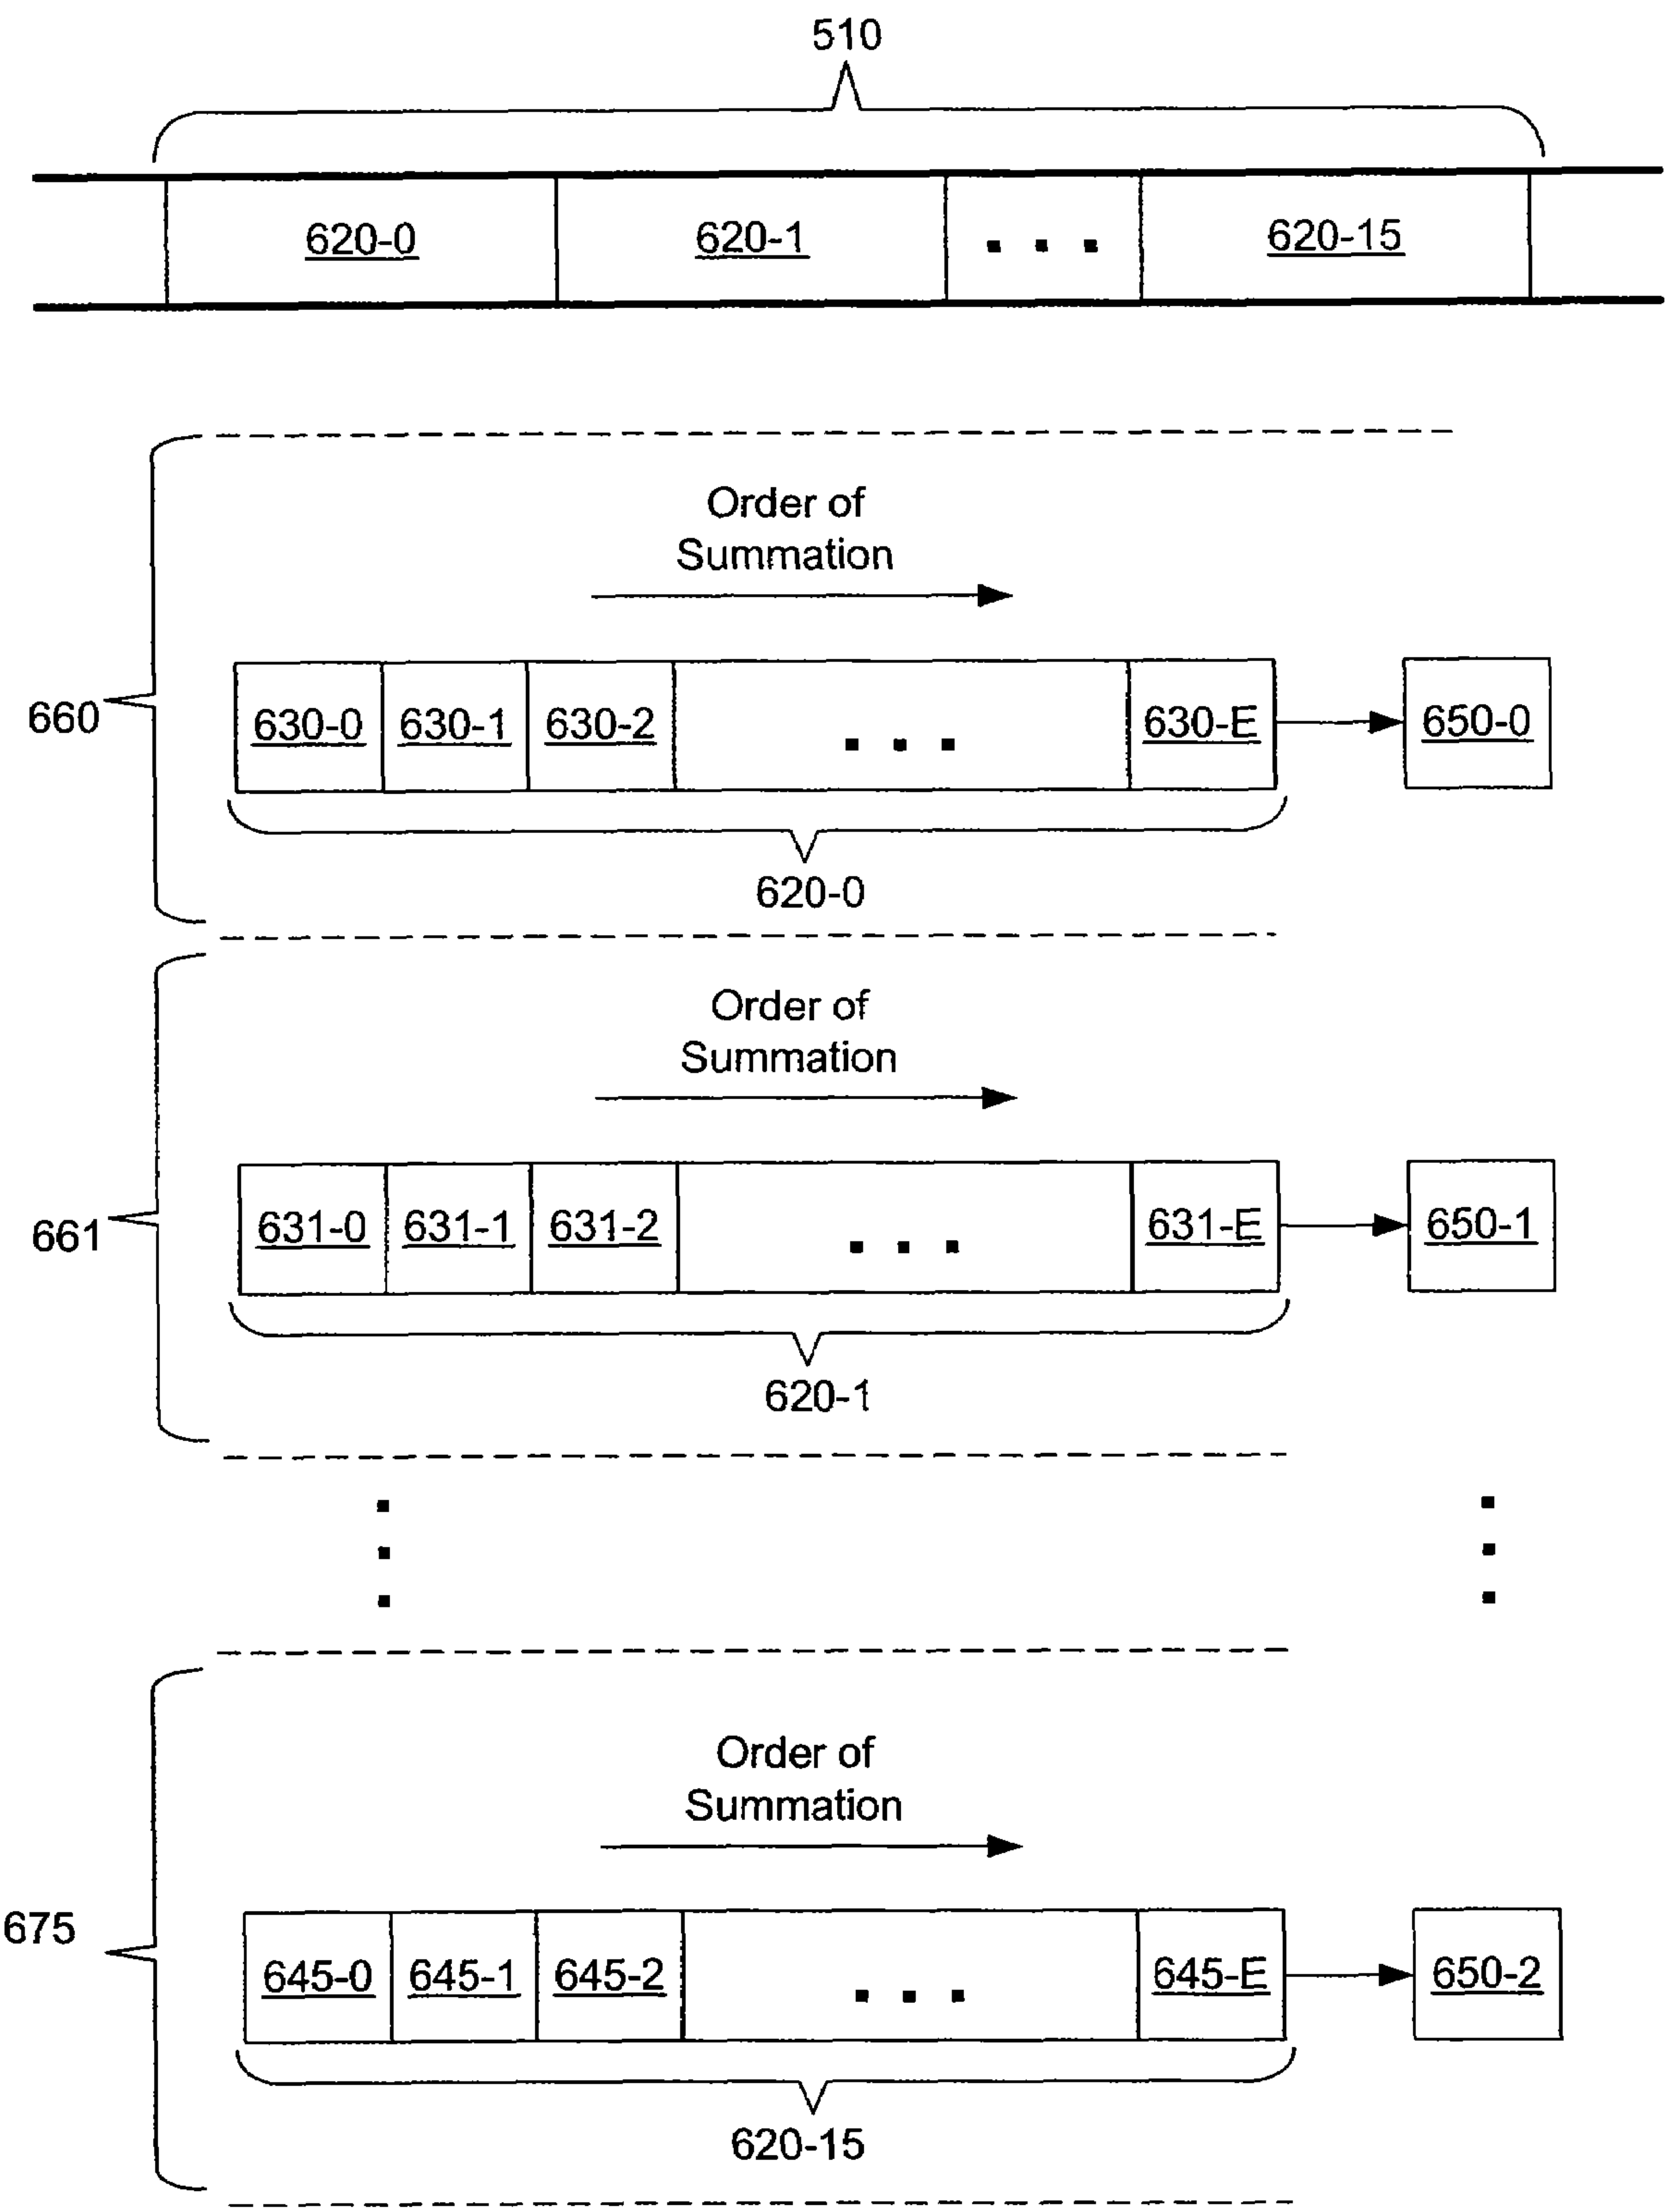 510
620-0 620-1 ... 620-15
Order of
Summation
660
630-0 630-1 630-2 ... 630-E 650-0
620-0
Order of
Summation
661
631-0 631-1 631-2 ... 631-E 650-1
620-1
Order of
Summation
675
645-0 645-1 645-2 ... 645-E 650-2
620-15